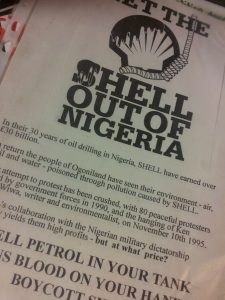 ET THE
SHELL
OUT OF
NIGERIA
In their 30 years of oil drilling in Nigeria, SHELL have earned over
£30 billion.
return the people of Ogoniland have seen their environment - air,
and water - poisoned through pollution caused by SHELL.
attempt to protest has been crushed, with 80 peaceful protesters
by government forces in 1990, and the hanging of Ken
Wiwa, writer and environmentalist, on November 10th 1995.
collaboration with the Nigerian military dictatorship
yields them high profits - but at what price?
ELL PETROL IN YOUR TANK
S BLOOD ON YOUR HAN
BOYCOTT